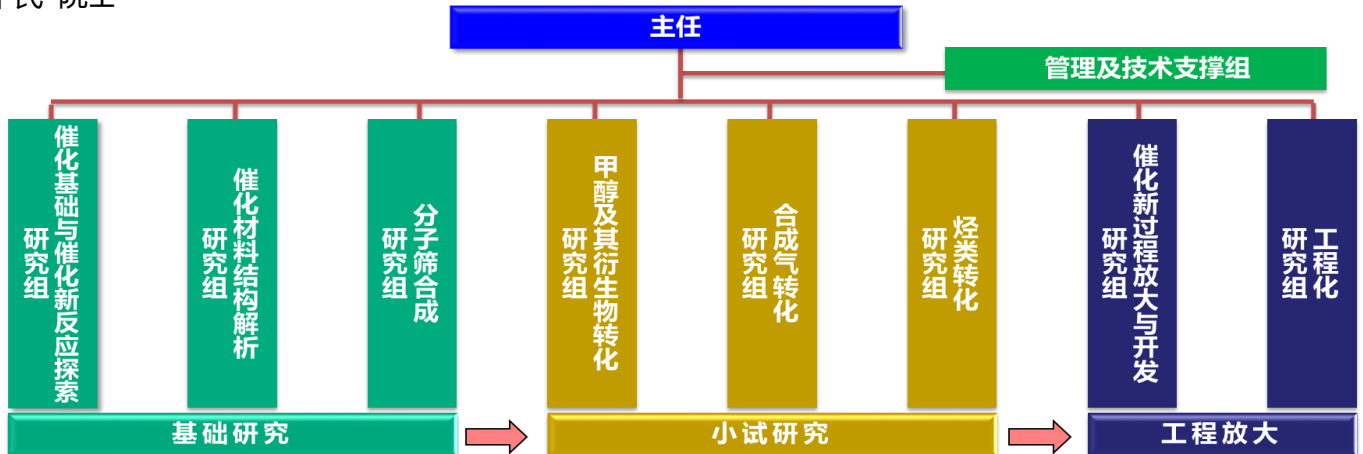 院士
主任
管理及技术支撑组
催化基础与催化新反应探索
研究组
催化材料结构解析
研究组
分子筛合成
研究组
甲醇及其衍生物转化
研究组
合成气转化
研究组
烃类转化
研究组
催化新过程放大与开发
研究组
工程化
研究组
基础研究
小试研究
工程放大